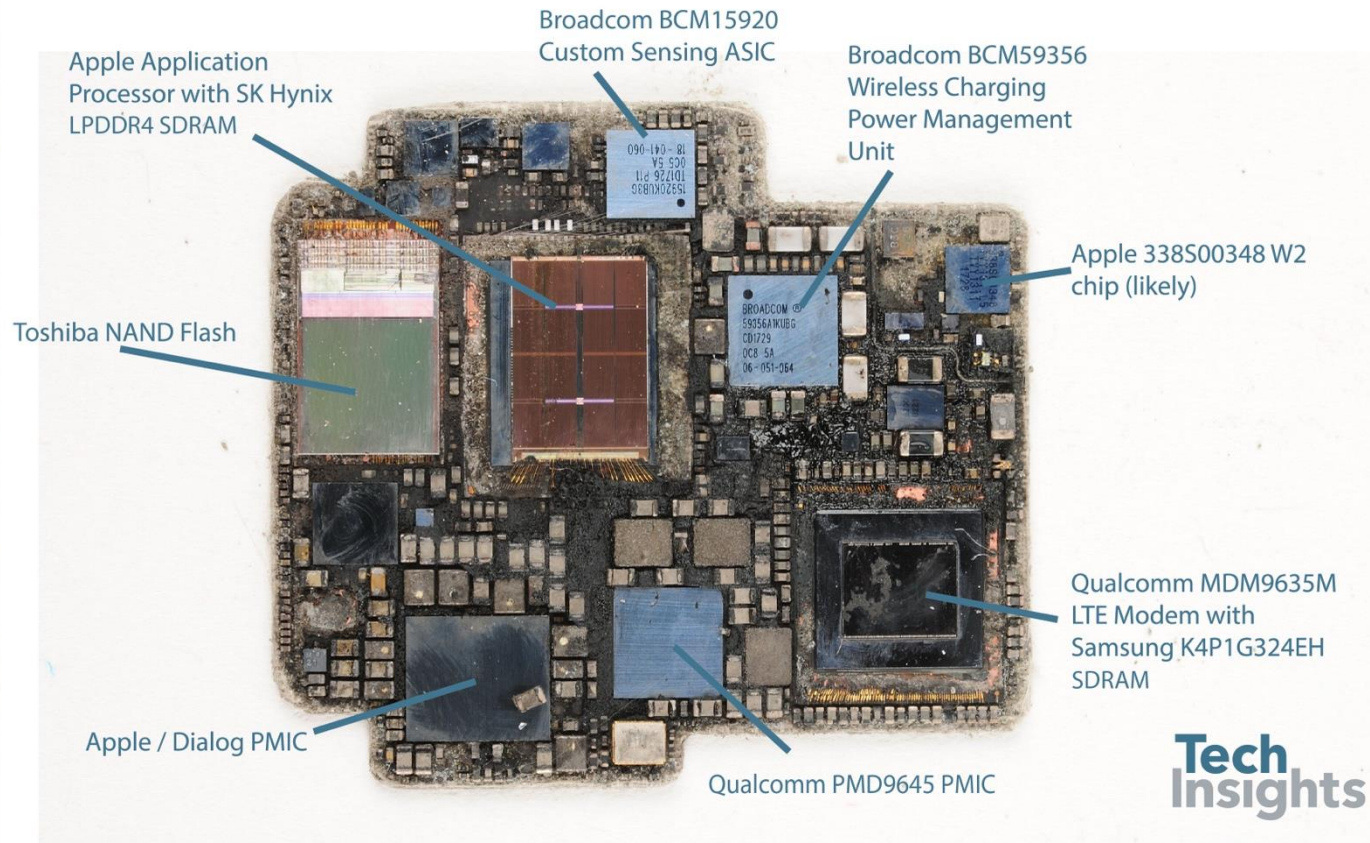 Broadcom BCM15920
Custom Sensing ASIC
Apple Application
Processor with SK Hynix
LPDDR4 SDRAM
Broadcom BCM59356
Wireless Charging
Power Management
Unit
15920KUB3G
TD1726 P11
0C5 5A
18 - 041-060
Apple 338S00348 W2
chip (likely)
BROADCOM ®
59356A1KUBG
CD1729
0C8 5A
06-051-064
Toshiba NAND Flash
Qualcomm MDM9635M
LTE Modem with
Samsung K4P1G324EH
SDRAM
Apple / Dialog PMIC
Qualcomm PMD9645 PMIC
Tech
Insights